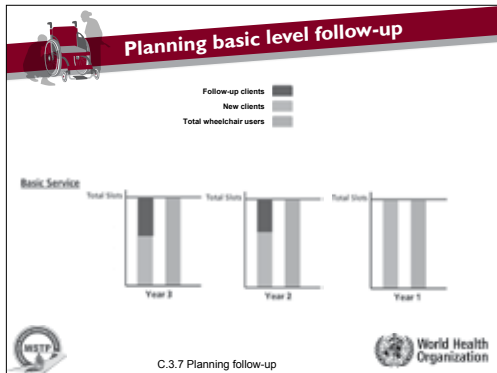 Planning basic level follow-up
Follow-up clients
New clients
Total wheelchair users
Basic Service
Total Slots
Total Slots
Total Slots
Year 3
Year 2
Year 1
MSTP
C.3.7 Planning follow-up
World Health
Organization